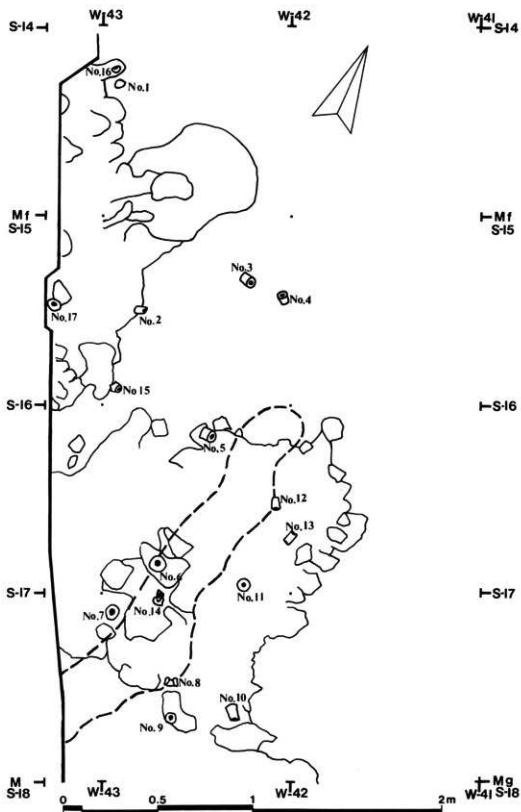 W-43 W-42 W-41
S-14 S-14
No.16
No.1
Mf Mf
S-15 S-15
No.3
No.4
No.17
No.2
No 15
S-16 S-16
No.5
No.12
No.13
No.6
S-17 S-17
No.11
No.14
No.7
No.8
No.10
No.9
M Mg
S-18 W-43 W-42 W-41 S-18
0 0.5 1 2m